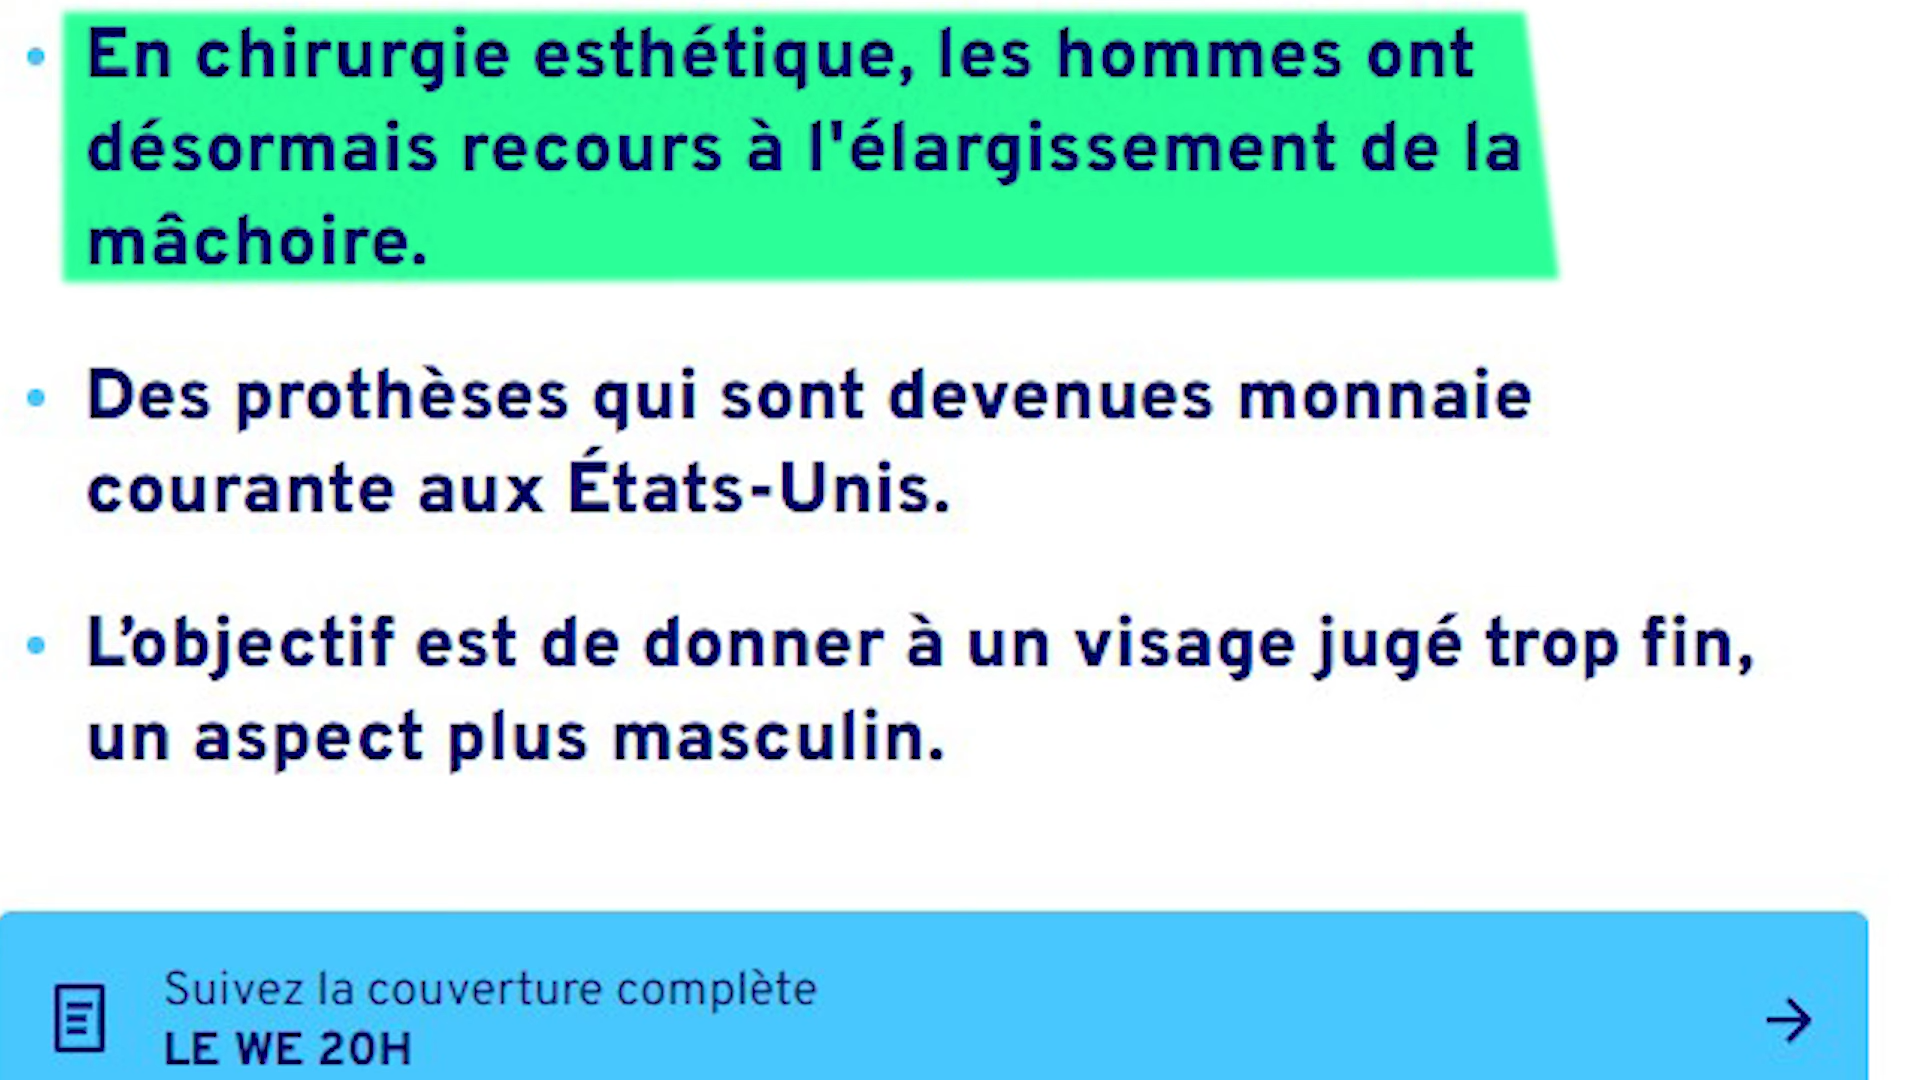 En chirurgie esthétique, les hommes ont
désormais recours à l'élargissement de la
mâchoire.
Des prothèses qui sont devenues monnaie
courante aux États-Unis.
L’objectif est de donner à un visage jugé trop fin,
un aspect plus masculin.
Suivez la couverture complète
LE WE 20H